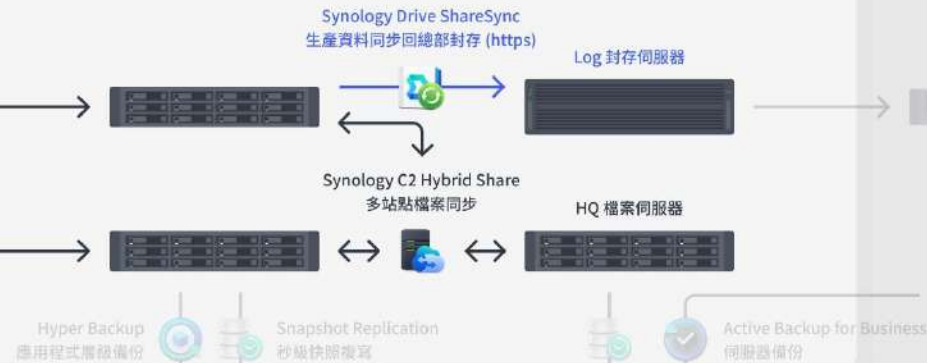 Synology Drive ShareSync
生產資料同步回總部封存 (https)
Log 封存伺服器
Synology C2 Hybrid Share
多站點檔案同步
HQ 檔案伺服器
Hyper Backup
應用程式層級備份
Snapshot Replication
秒級快照複寫
Active Backup for Business
伺服器備份